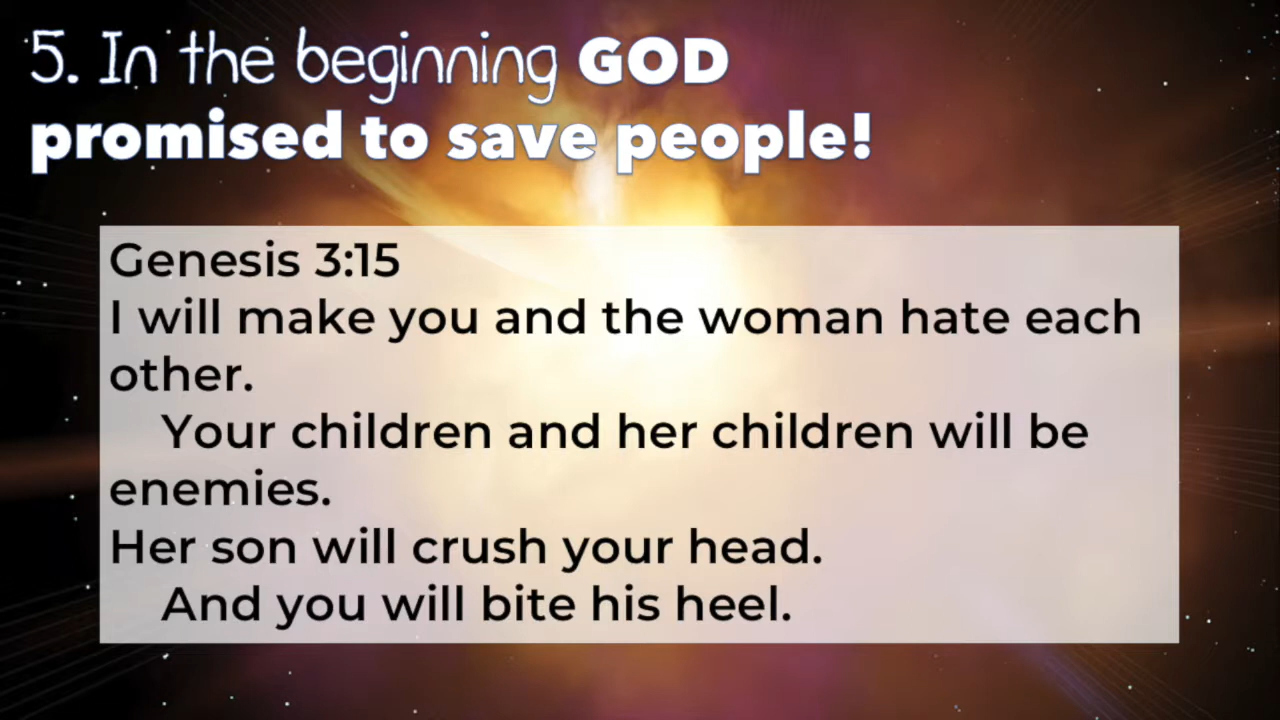 5. In the beginning GOD
promised to save people!
Genesis 3:15
I will make you and the woman hate each
other.
Your children and her children will be
enemies.
Her son will crush your head.
And you will bite his heel.